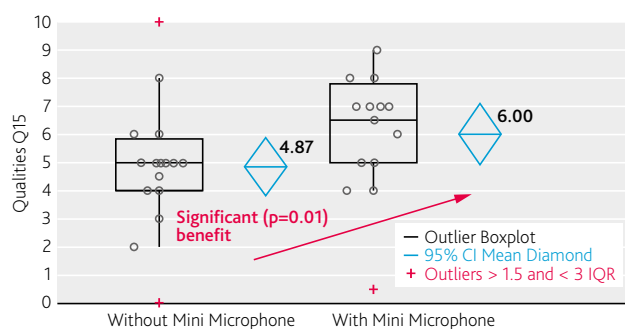 Qualities Q15
10
9
8
7
6
5
4
3
2
1
0
4.87
6.00
Significant (p=0.01)
benefit
Outlier Boxplot
95% CI Mean Diamond
Outliers > 1.5 and < 3 IQR
Without Mini Microphone
With Mini Microphone